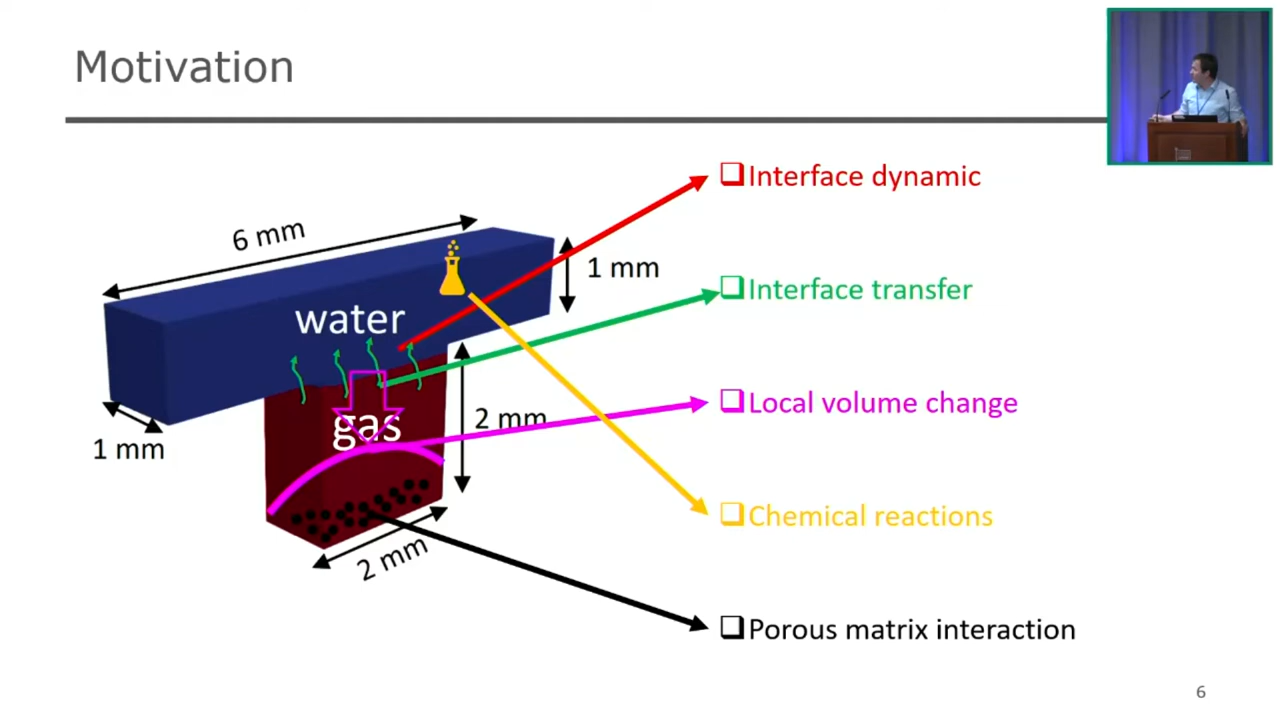 Motivation
Interface dynamic
6 mm
1 mm
Interface transfer
water
Local volume change
gas
2 mm
1 mm
Chemical reactions
2 mm
Porous matrix interaction
6